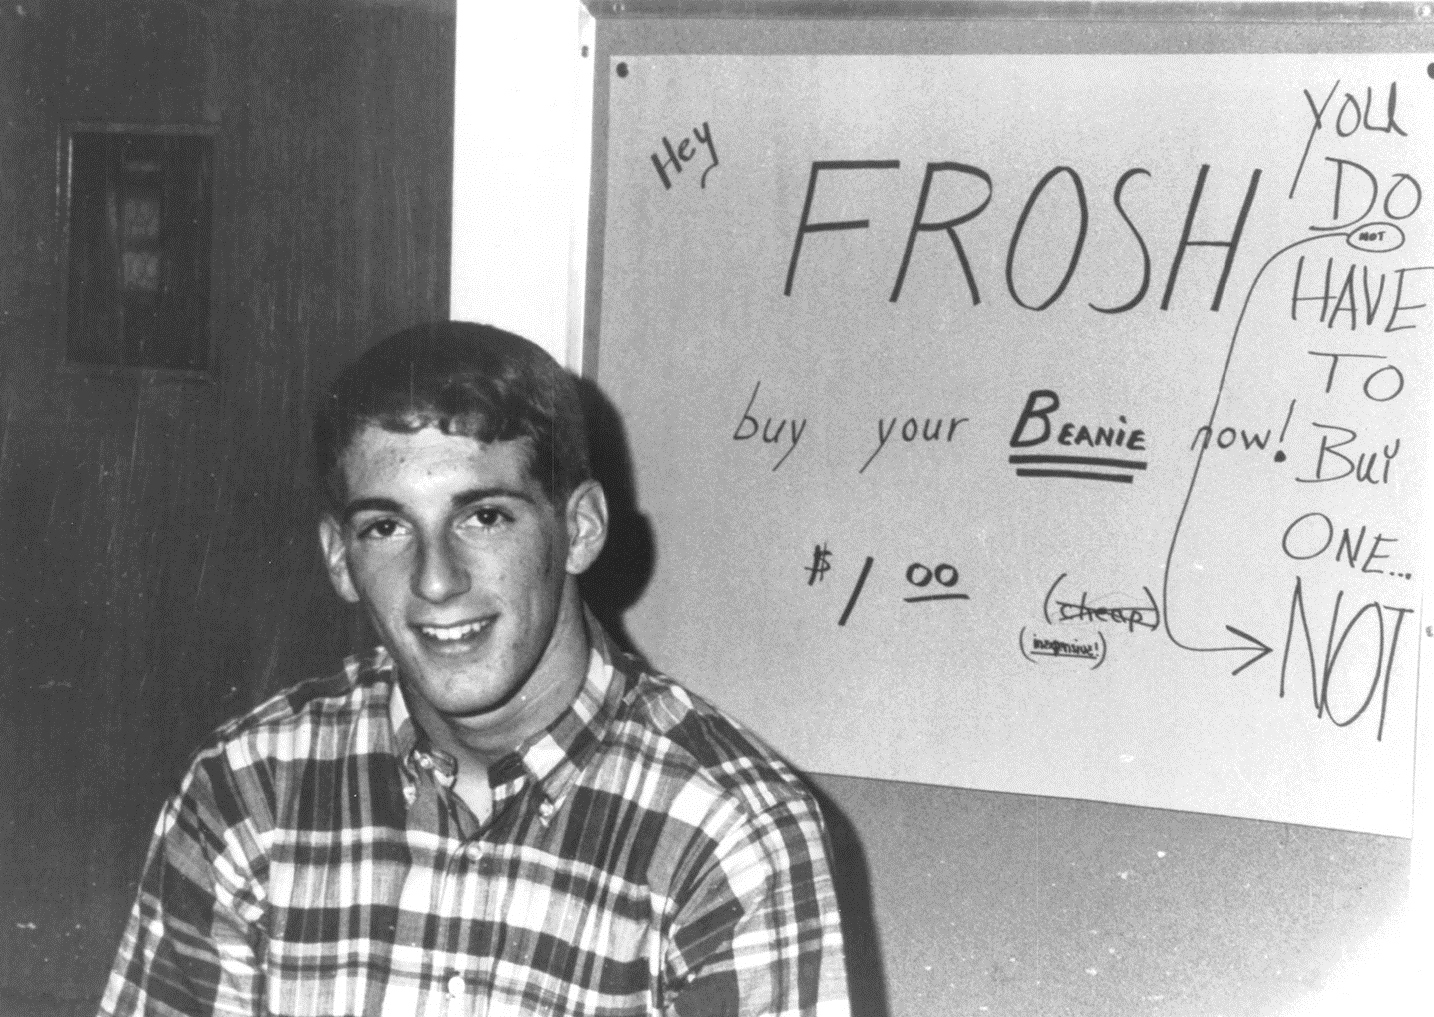 Hey
FROSH
buy your BEANIE now!
$1.00
(cheap)
(inexpensive!)
YOU
DO
NOT
HAVE
TO
BUY
ONE...
NOT